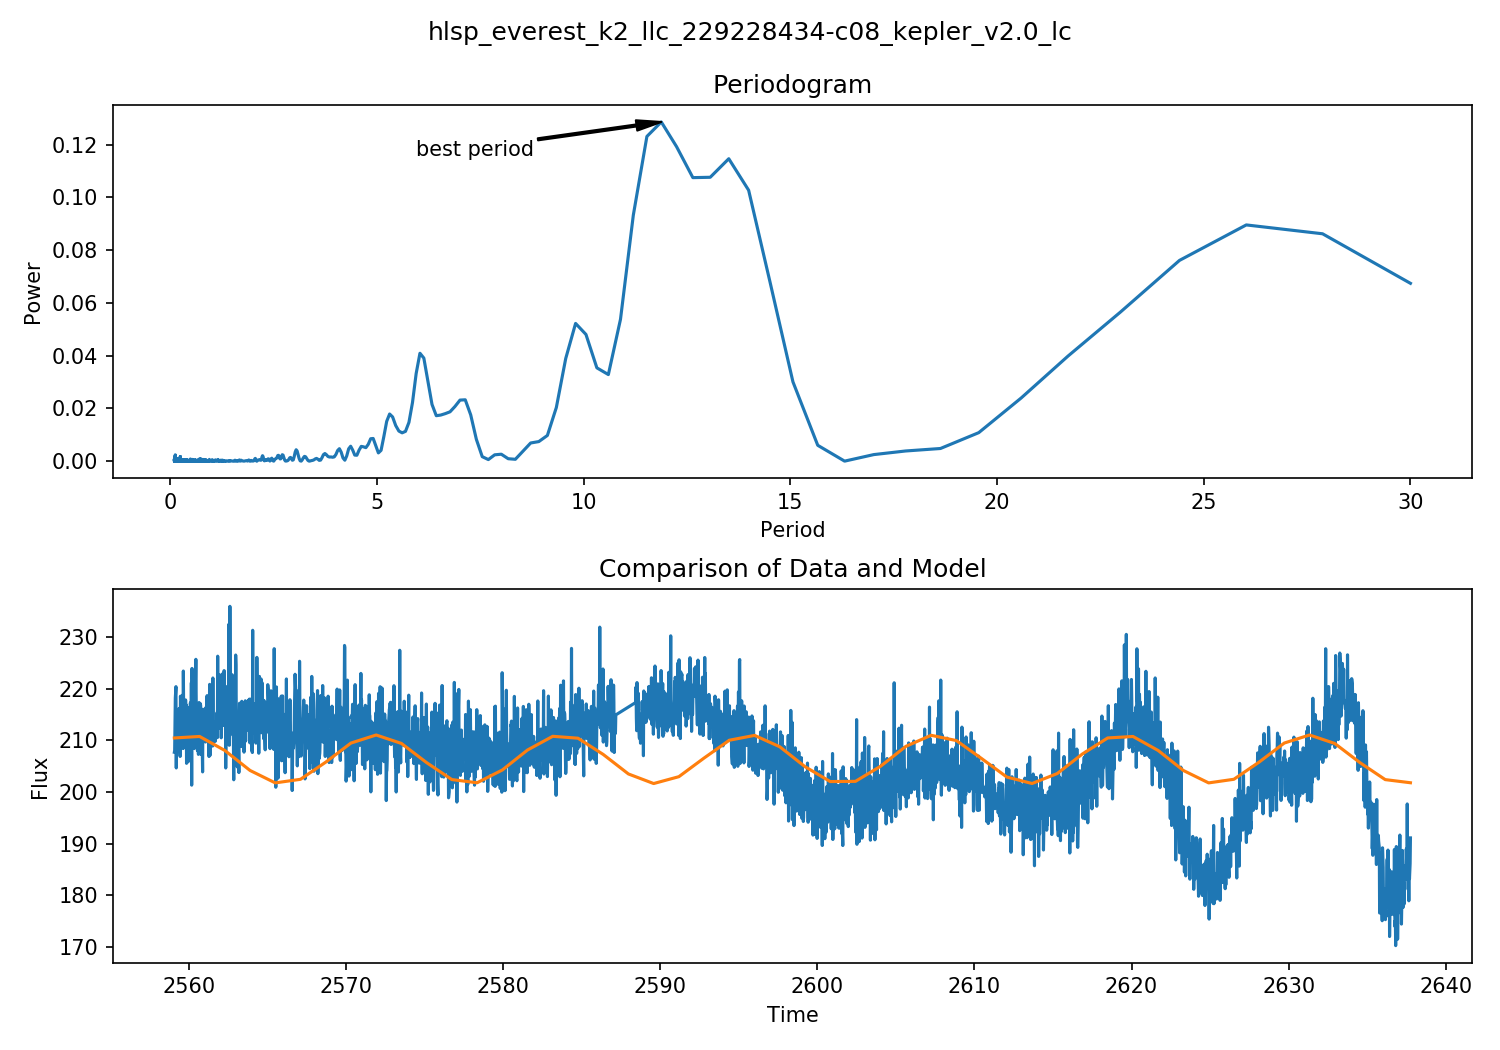 hlsp_everest_k2_llc_229228434-c08_kepler_v2.0_lc
Periodogram
best period
0.12
0.10
0.08
0.06
0.04
0.02
0.00
Power
0 5 10 15 20 25 30
Period
Comparison of Data and Model
230
220
210
200
190
180
170
Flux
2560 2570 2580 2590 2600 2610 2620 2630 2640
Time